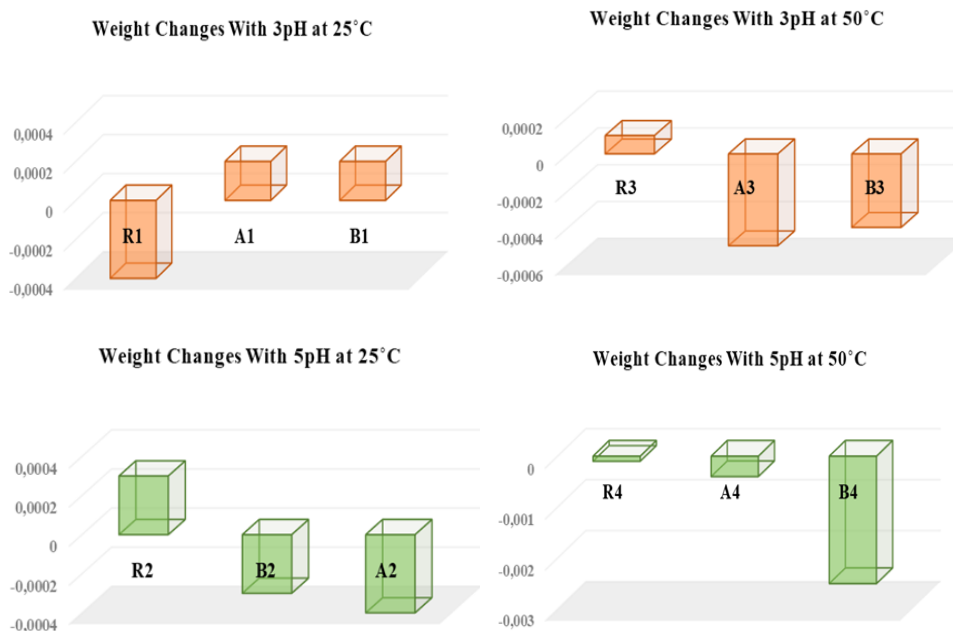 Weight Changes With 3pH at 25˚C
0,0004
0,0002
0
-0,0002
-0,0004
R1
A1
B1
Weight Changes With 3pH at 50˚C
0,0002
0
-0,0002
-0,0004
-0,0006
R3
A3
B3
Weight Changes With 5pH at 25˚C
0,0004
0,0002
0
-0,0002
-0,0004
R2
B2
A2
Weight Changes With 5pH at 50˚C
0
-0,001
-0,002
-0,003
R4
A4
B4